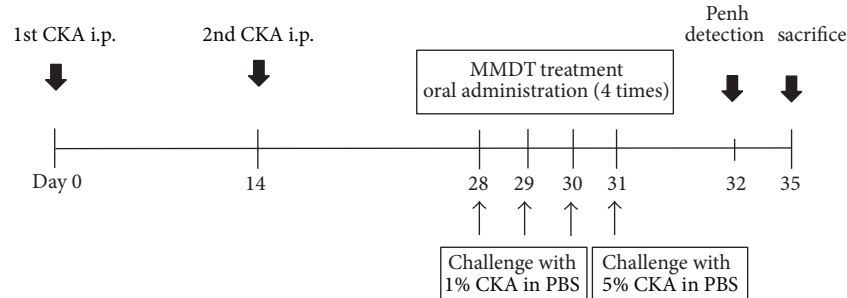 Penh
1st CKA i.p.
2nd CKA i.p.
detection
sacrifice
MMDT treatment
oral administration (4 times)
Day 0
14
28
29
30
31
32
35
Challenge with
1% CKA in PBS
Challenge with
5% CKA in PBS